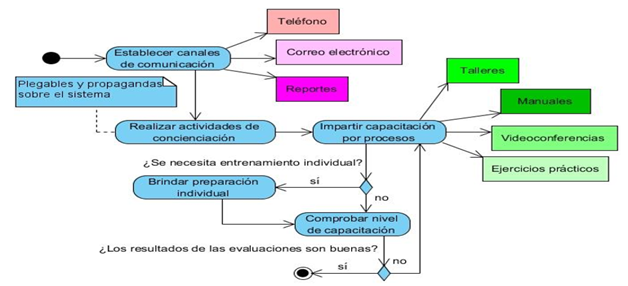 Teléfono
Establecer canales
de comunicación
Correo electrónico
Reportes
Plegables y propagandas
sobre el sistema
Talleres
Manuales
Realizar actividades de
concienciación
Impartir capacitación
por procesos
Videoconferencias
Ejercicios prácticos
¿Se necesita entrenamiento individual?
sí
no
Brindar preparación
individual
Comprobar nivel
de capacitación
¿Los resultados de las evaluaciones son buenas?
sí
no